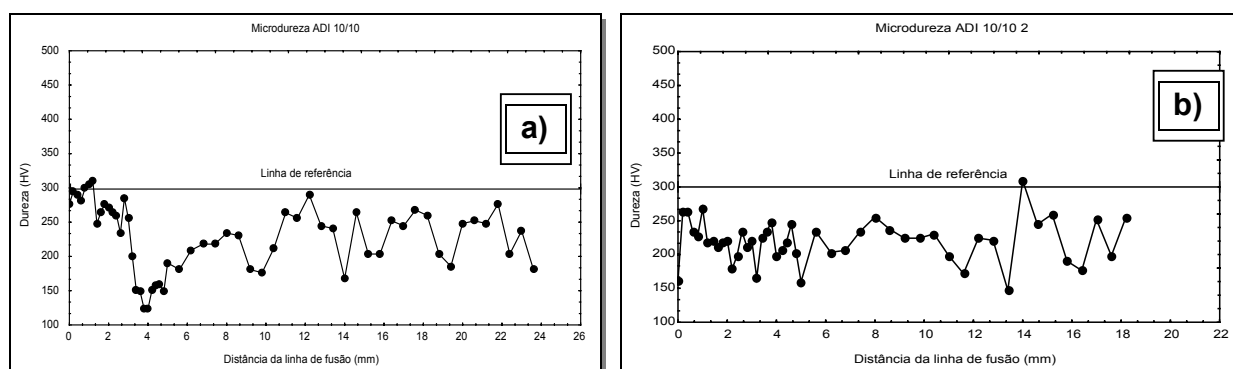 Microdureza ADI 10/10
500
450
400
350
300
250
200
150
100
Dureza (HV)
a)
Linha de referência
0 2 4 6 8 10 12 14 16 18 20 22 24 26
Distância da linha de fusão (mm)
Microdureza ADI 10/10 2
500
450
400
350
300
250
200
150
100
Dureza (HV)
b)
Linha de referência
0 2 4 6 8 10 12 14 16 18 20 22
Distância da linha de fusão (mm)